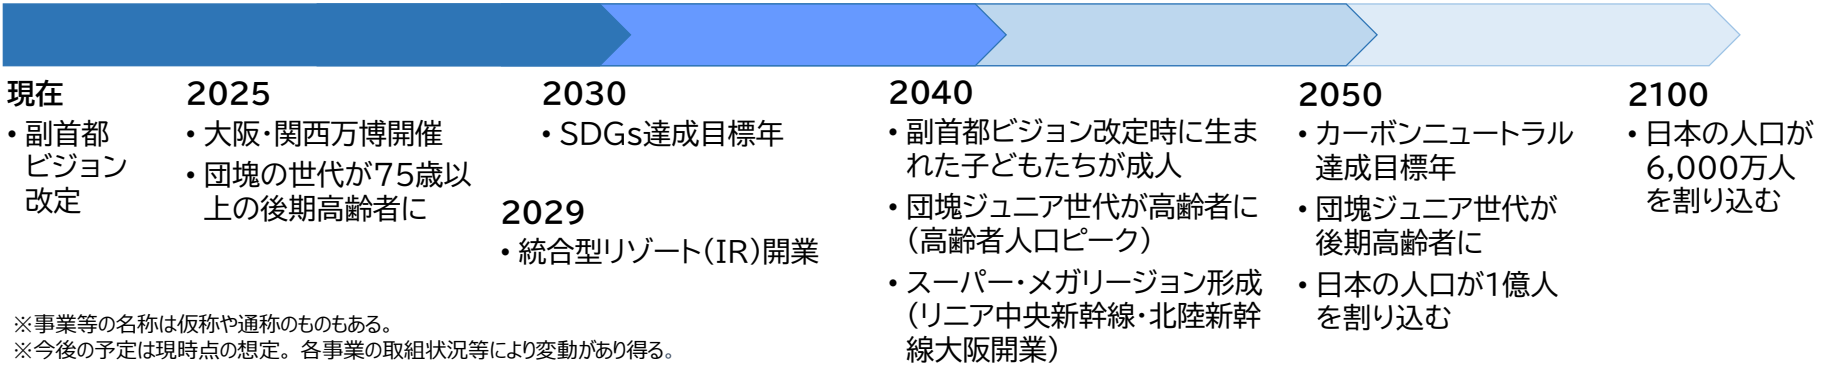 現在
・副首都
ビジョン
改定
2025
・大阪・関西万博開催
・団塊の世代が75歳以
上の後期高齢者に
2030
・SDGs達成目標年
2029
・統合型リゾート(IR)開業
2040
・副首都ビジョン改定時に生ま
れた子どもたちが成人
・団塊ジュニア世代が高齢者に
(高齢者人口ピーク)
・スーパー・メガリージョン形成
(リニア中央新幹線・北陸新幹
線大阪開業)
2050
・カーボンニュートラル
達成目標年
・団塊ジュニア世代が
後期高齢者に
・日本の人口が1億人
を割り込む
2100
・日本の人口が
6,000万人
を割り込む
※事業等の名称は仮称や通称のものもある。
※今後の予定は現時点の想定。各事業の取組状況等により変動があり得る。